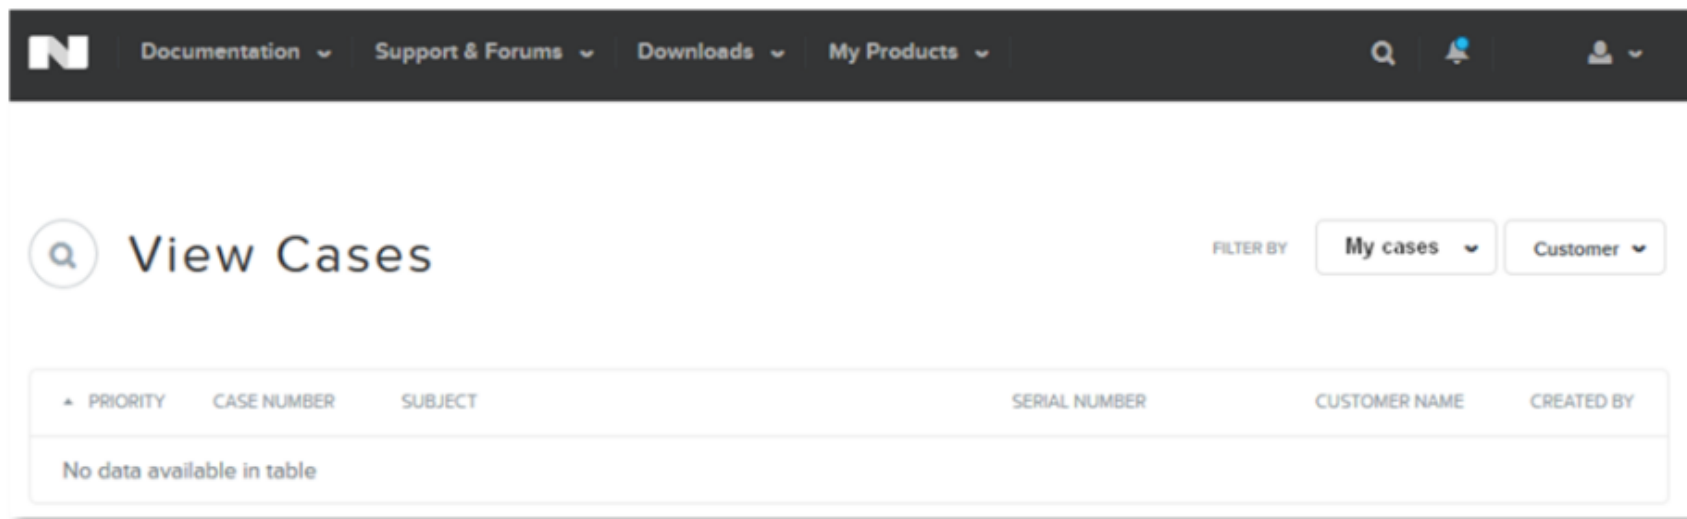 Documentation Support & Forums Downloads My Products
View Cases FILTER BY My cases Customer
PRIORITY CASE NUMBER SUBJECT SERIAL NUMBER CUSTOMER NAME CREATED BY
No data available in table